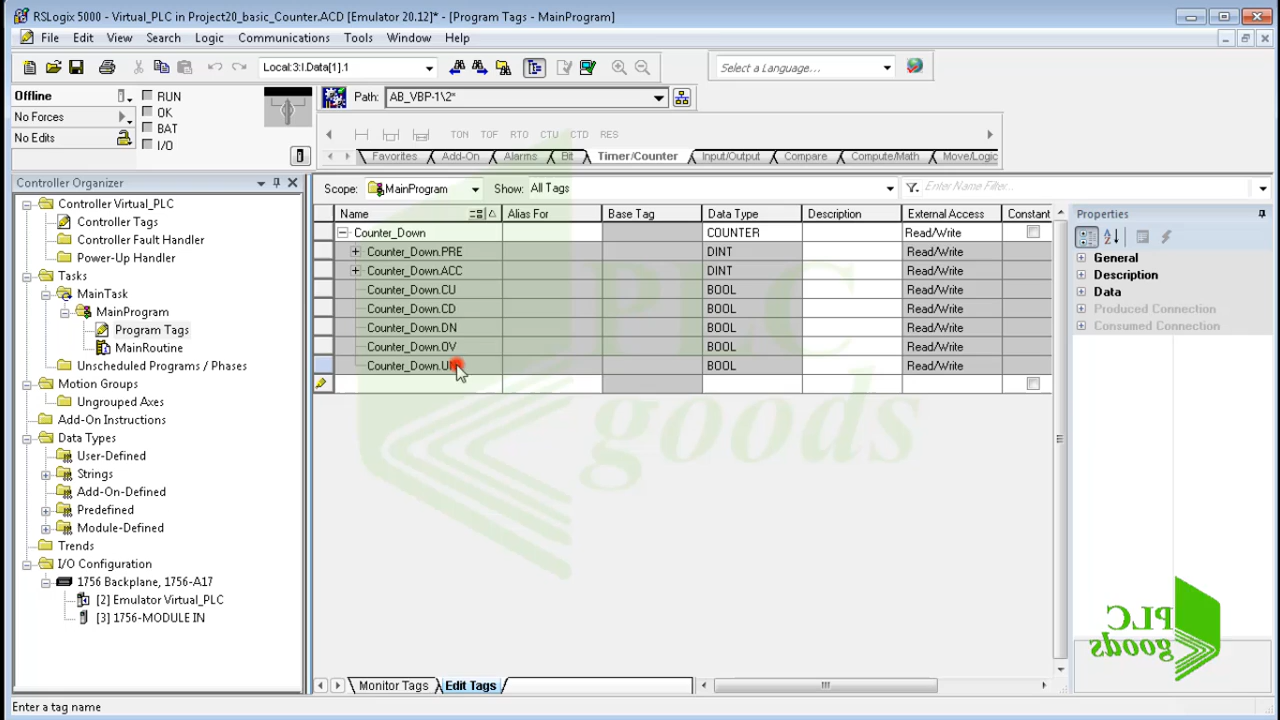 RSLogix 5000 - Virtual_PLC in Project20_basic_Counter.ACD [Emulator 20.12]* - [Program Tags - MainProgram]
File Edit View Search Logic Communications Tools Window Help
Local:3:I.Data[1].1
Select a Language...
Offline
RUN
Path: AB_VBP-1\2*
No Forces
OK
No Edits
BAT
I/O
TON TOF RTO CTU CTD RES
Favorites Add-On Alarms Bit Timer/Counter Input/Output Compare Compute/Math Move/Logic
Controller Organizer
Scope: MainProgram Show: All Tags
Enter Name Filter...
Name Alias For Base Tag Data Type Description External Access Constant
Counter_Down COUNTER Read/Write
Counter_Down.PRE DINT Read/Write
Counter_Down.ACC DINT Read/Write
Counter_Down.CU BOOL Read/Write
Counter_Down.CD BOOL Read/Write
Counter_Down.DN BOOL Read/Write
Counter_Down.OV BOOL Read/Write
Counter_Down.UN BOOL Read/Write
Properties
General
Description
Data
Produced Connection
Consumed Connection
Controller Virtual_PLC
Controller Tags
Controller Fault Handler
Power-Up Handler
Tasks
MainTask
MainProgram
Program Tags
MainRoutine
Unscheduled Programs / Phases
Motion Groups
Ungrouped Axes
Add-On Instructions
Data Types
User-Defined
Strings
Add-On-Defined
Predefined
Module-Defined
Trends
I/O Configuration
1756 Backplane, 1756-A17
[2] Emulator Virtual_PLC
[3] 1756-MODULE IN
PLC
goods
PLC
goods
Monitor Tags Edit Tags
Enter a tag name